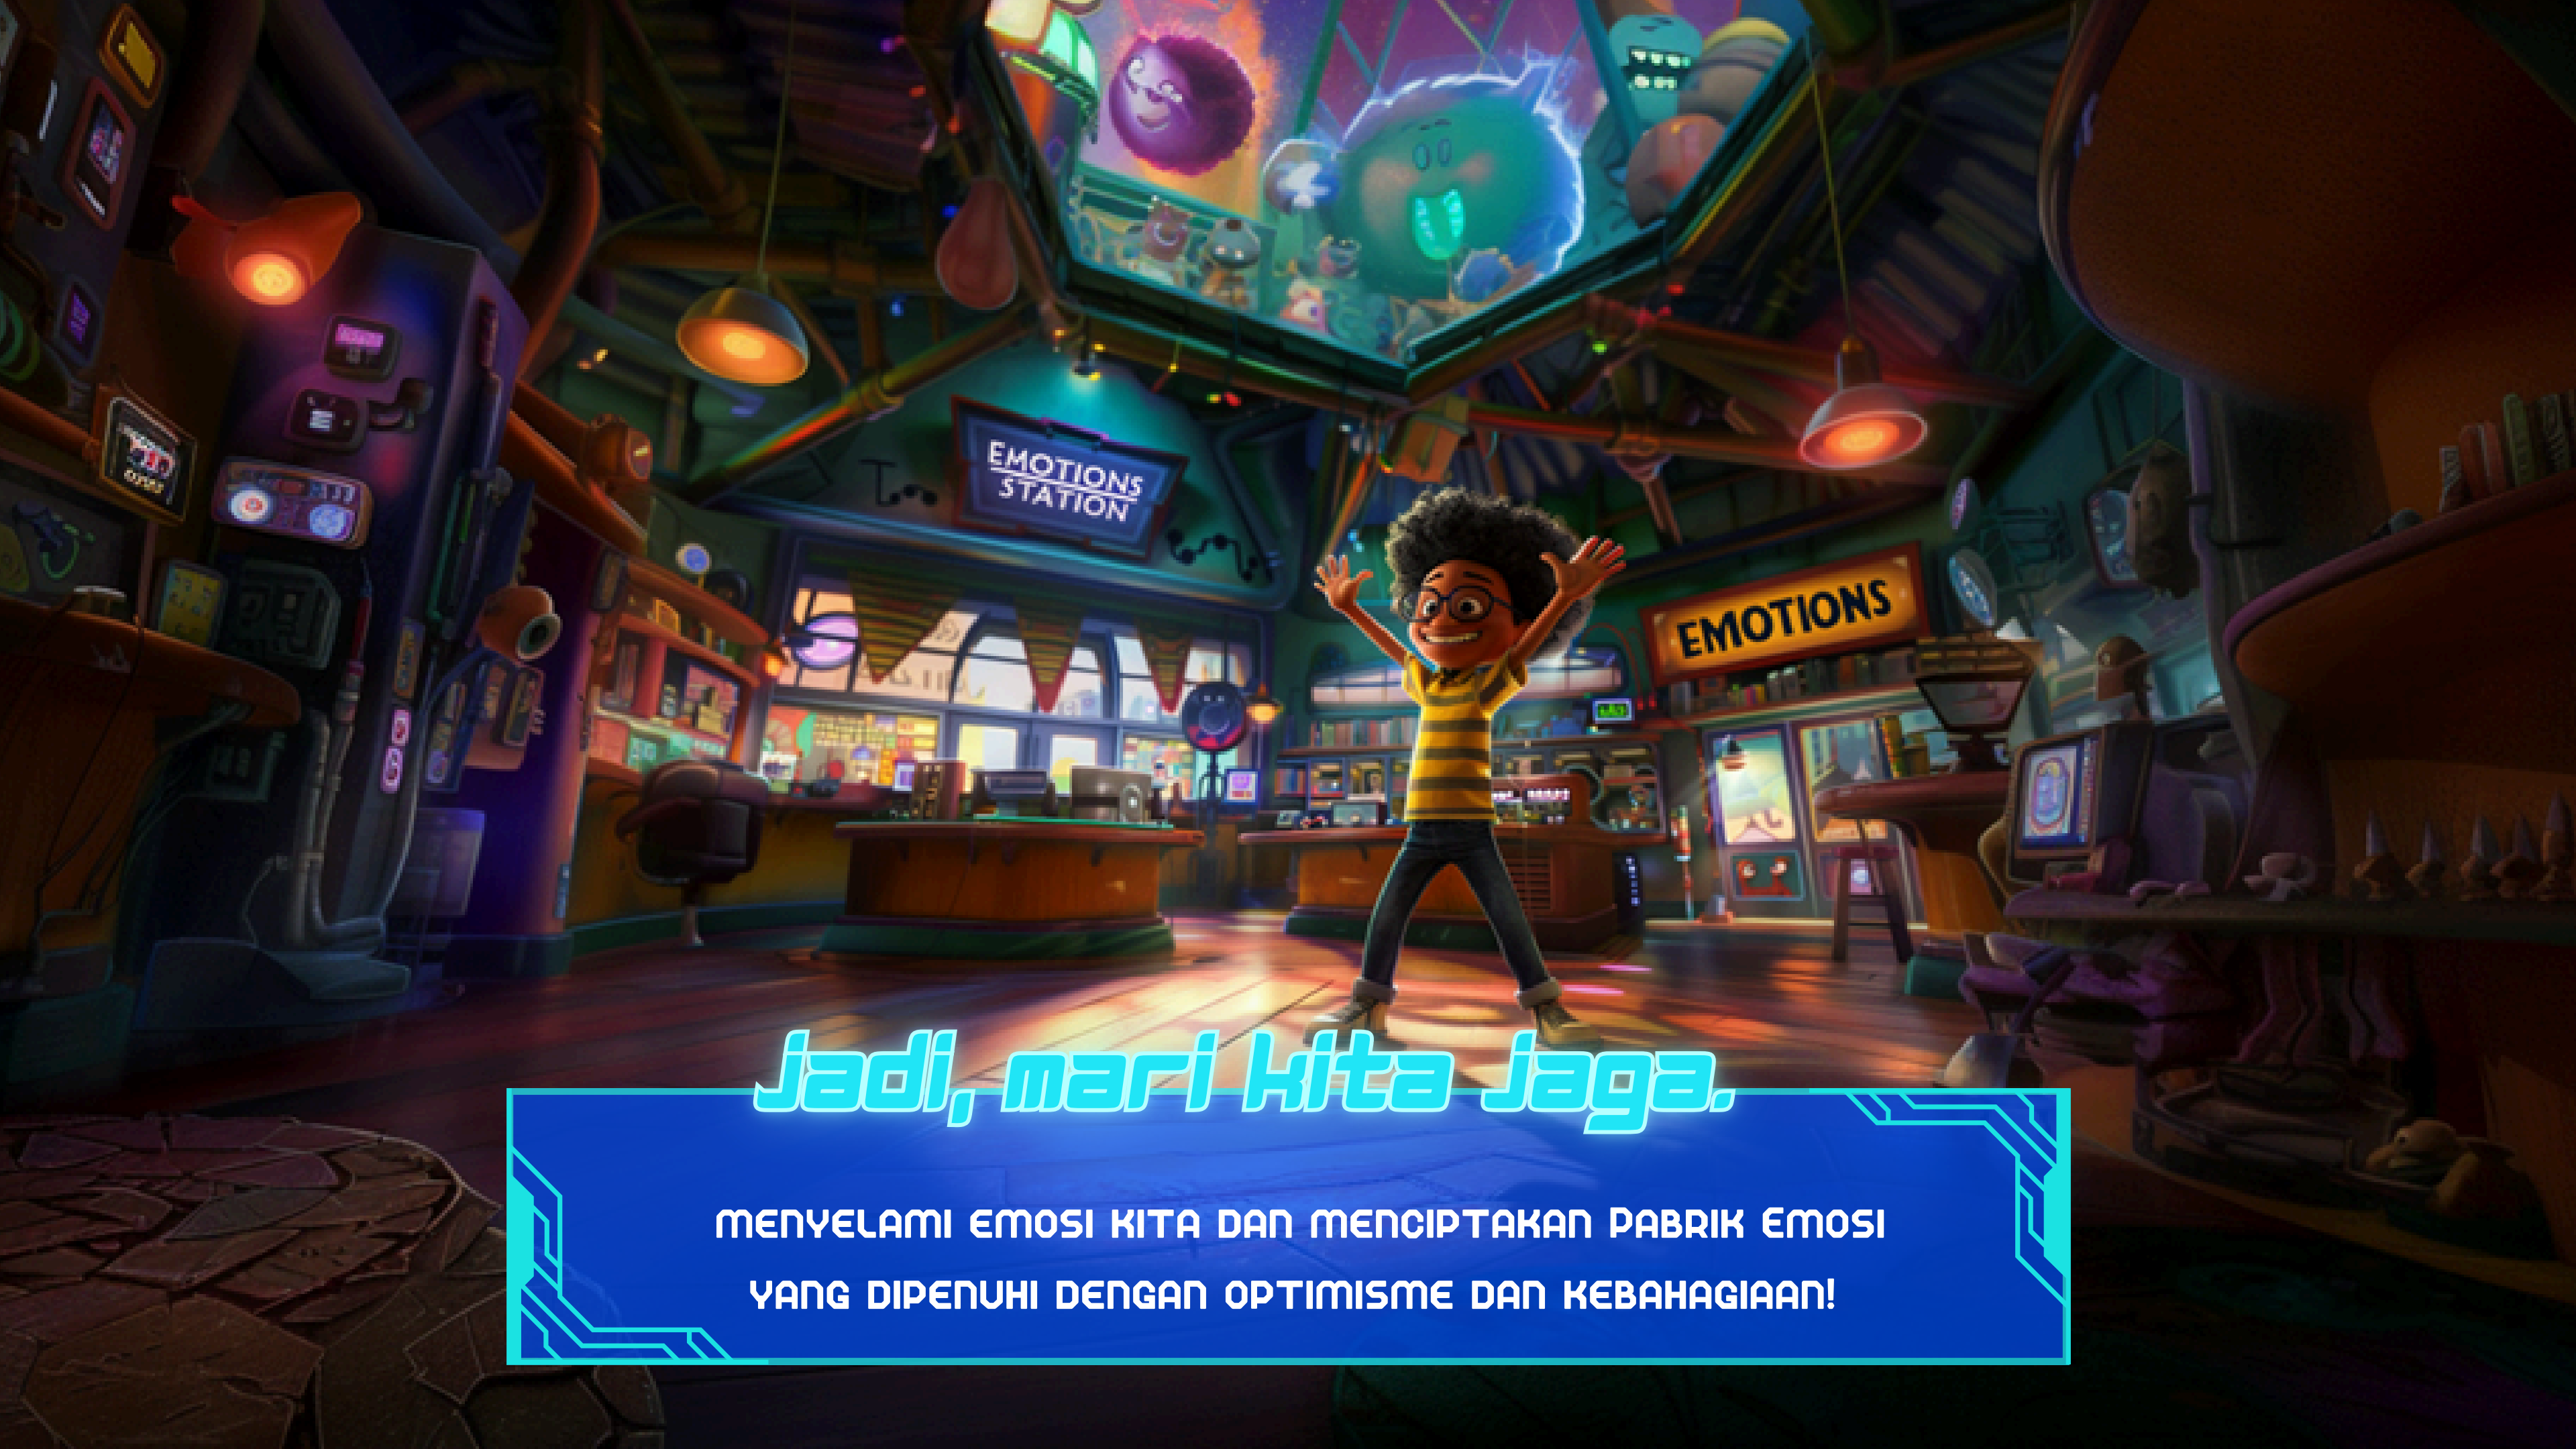 EMOTIONS
STATION
EMOTIONS
jadi, mari kita jaga.
MENYELAMI EMOSI KITA DAN MENCIPTAKAN PABRIK EMOSI
YANG DIPENUHI DENGAN OPTIMISME DAN KEBAHAGIAAN!